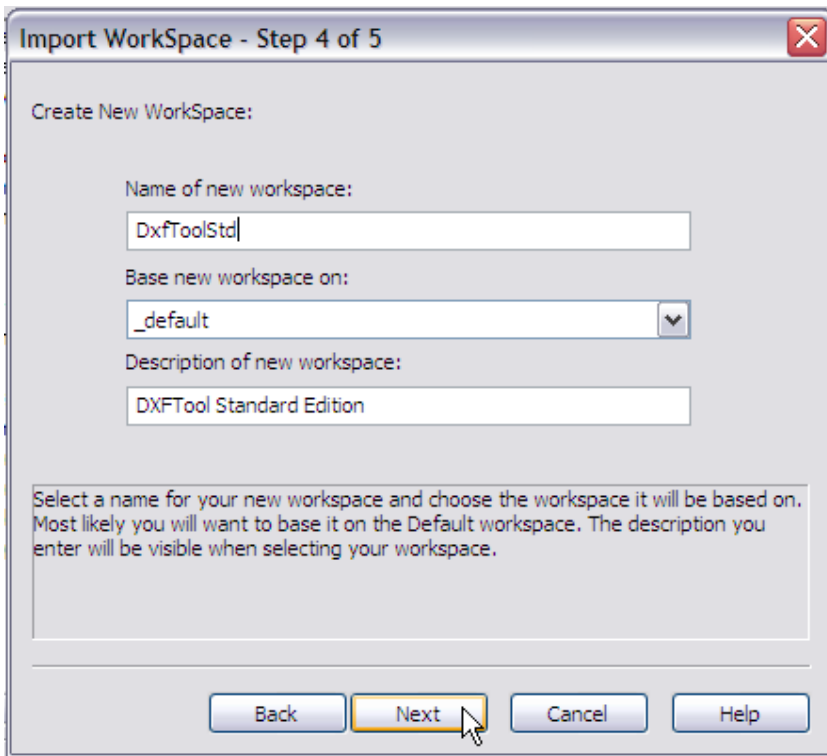 Import WorkSpace - Step 4 of 5
Create New WorkSpace:
Name of new workspace:
DxfToolStd
Base new workspace on:
_default
Description of new workspace:
DXFTool Standard Edition
Select a name for your new workspace and choose the workspace it will be based on.
Most likely you will want to base it on the Default workspace. The description you
enter will be visible when selecting your workspace.
Back Next Cancel Help